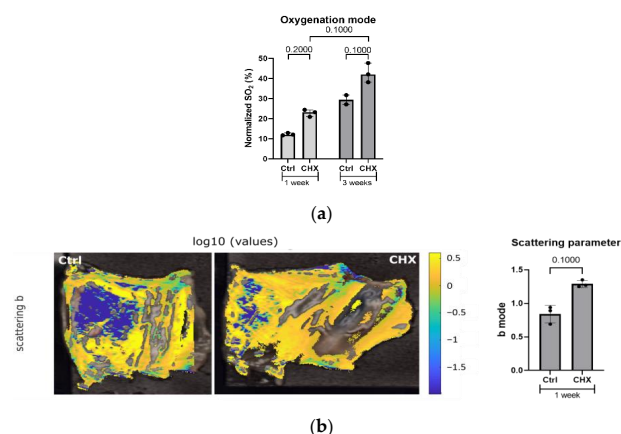 Oxygenation mode
0.1000
0.2000
0.1000
Normalized SO2 (%)
50
40
30
20
10
0
Ctrl CHX Ctrl CHX
1 week 3 weeks
(a)
log10 (values)
Ctrl
CHX
scattering b
0.5
0.0
−0.5
−1.0
−1.5
Scattering parameter
0.1000
b mode
1.5
1.0
0.5
0.0
Ctrl CHX
1 week
(b)